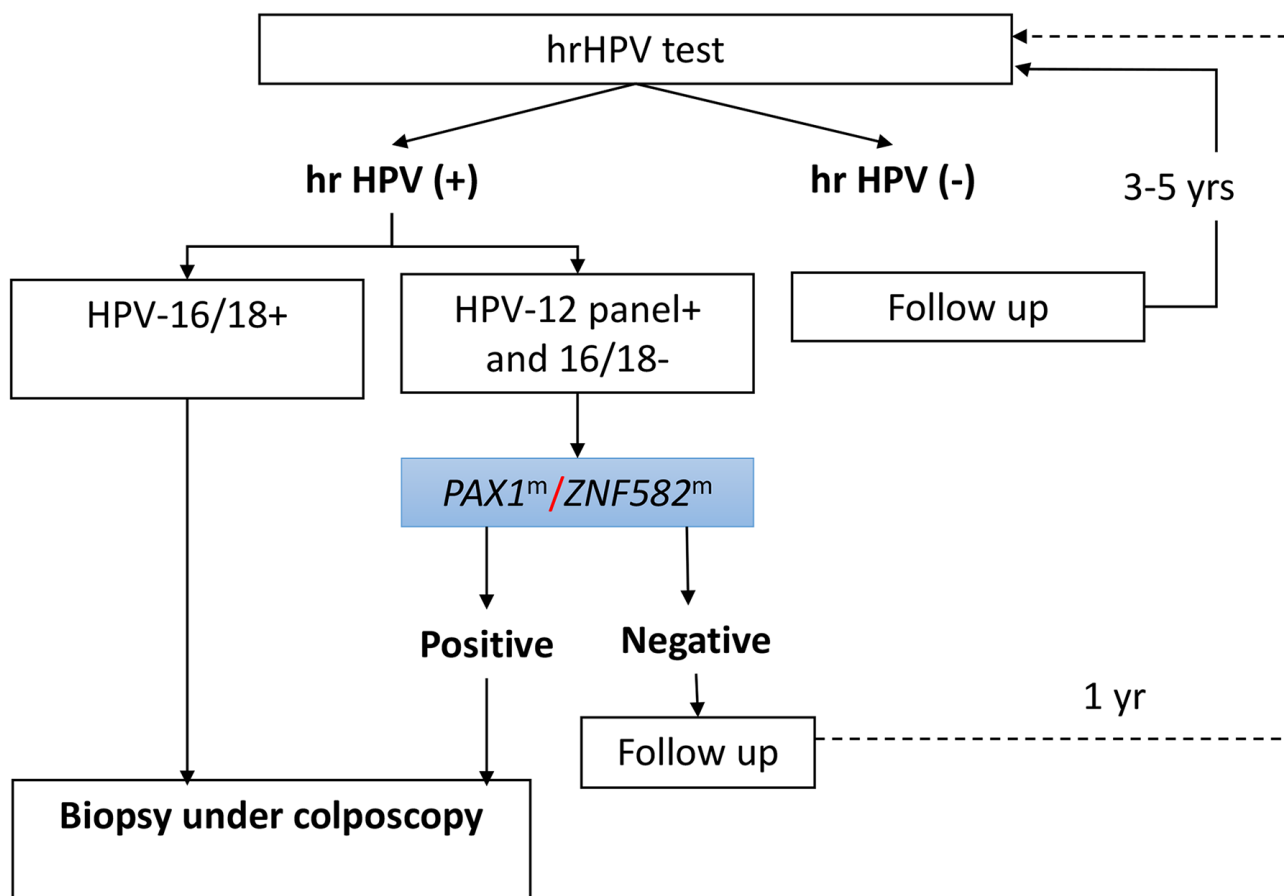 hrHPV test
hr HPV (+)
hr HPV (-)
3-5 yrs
HPV-16/18+
HPV-12 panel+
and 16/18-
Follow up
PAX1ᵐ/ZNF582ᵐ
Positive
Negative
1 yr
Follow up
Biopsy under colposcopy